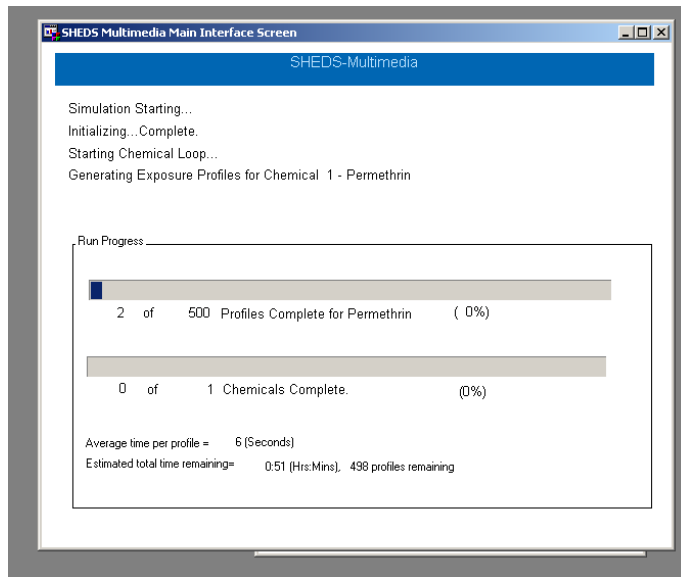 SHEDS Multimedia Main Interface Screen
SHEDS-Multimedia
Simulation Starting...
Initializing...Complete.
Starting Chemical Loop...
Generating Exposure Profiles for Chemical 1 - Permethrin
Run Progress
2 of 500 Profiles Complete for Permethrin ( 0%)
0 of 1 Chemicals Complete. (0%)
Average time per profile = 6 (Seconds)
Estimated total time remaining= 0:51 (Hrs:Mins), 498 profiles remaining